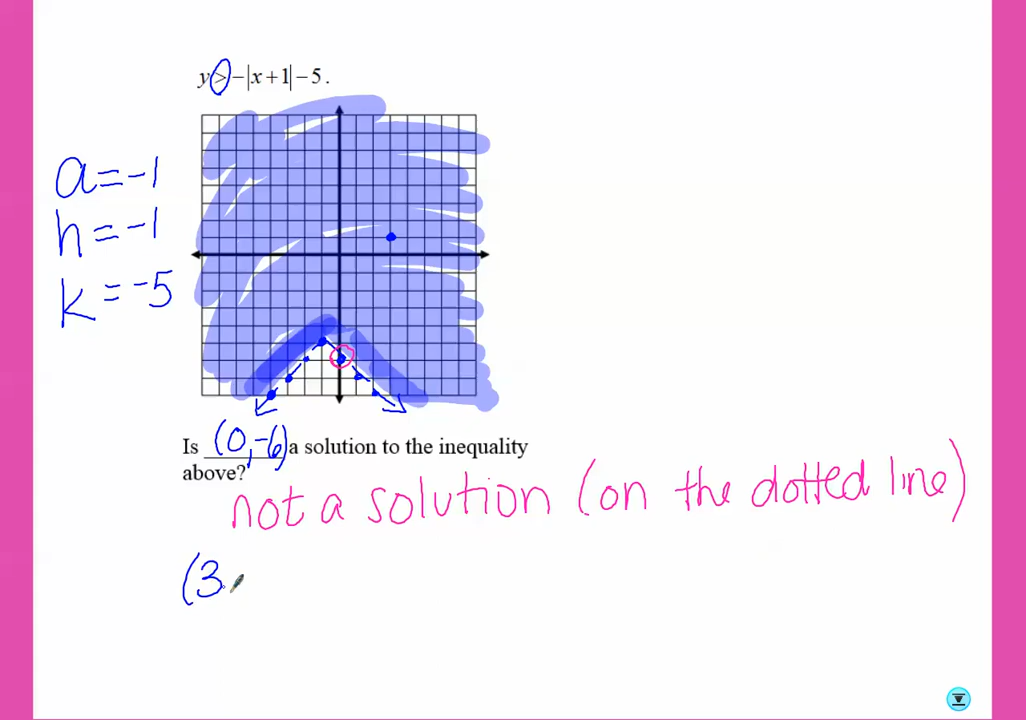 y > −|x + 1| − 5.
a = -1
h = -1
k = -5
Is (0,-6) a solution to the inequality
above?
not a solution (on the dotted line)
(3